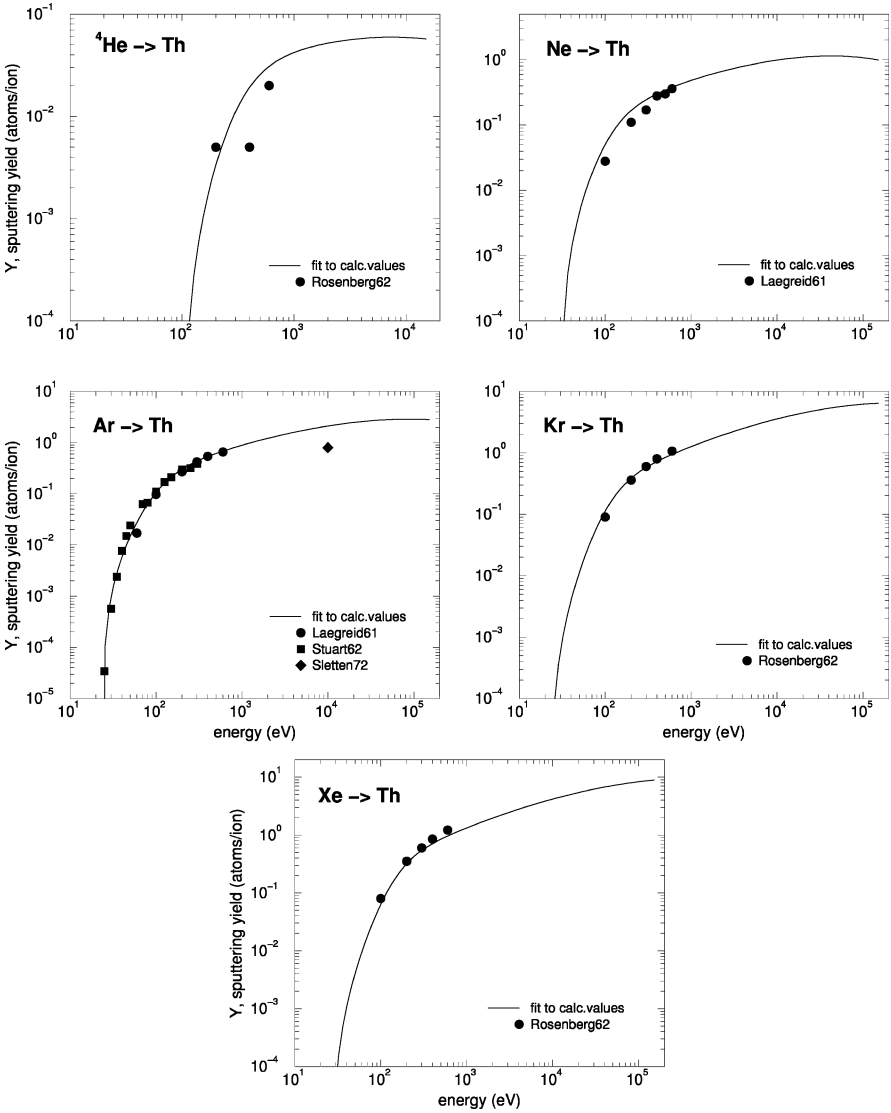 ⁴He –> Th
10⁻¹
10⁻²
10⁻³
10⁻⁴
Y, sputtering yield (atoms/ion)
fit to calc.values
Rosenberg62
10¹ 10² 10³ 10⁴
Ne –> Th
10⁰
10⁻¹
10⁻²
10⁻³
10⁻⁴
fit to calc.values
Laegreid61
10¹ 10² 10³ 10⁴ 10⁵
Ar –> Th
10¹
10⁰
10⁻¹
10⁻²
10⁻³
10⁻⁴
10⁻⁵
Y, sputtering yield (atoms/ion)
fit to calc.values
Laegreid61
Stuart62
Sletten72
10¹ 10² 10³ 10⁴ 10⁵
energy (eV)
Kr –> Th
10¹
10⁰
10⁻¹
10⁻²
10⁻³
10⁻⁴
fit to calc.values
Rosenberg62
10¹ 10² 10³ 10⁴ 10⁵
energy (eV)
Xe –> Th
10¹
10⁰
10⁻¹
10⁻²
10⁻³
10⁻⁴
Y, sputtering yield (atoms/ion)
fit to calc.values
Rosenberg62
10¹ 10² 10³ 10⁴ 10⁵
energy (eV)